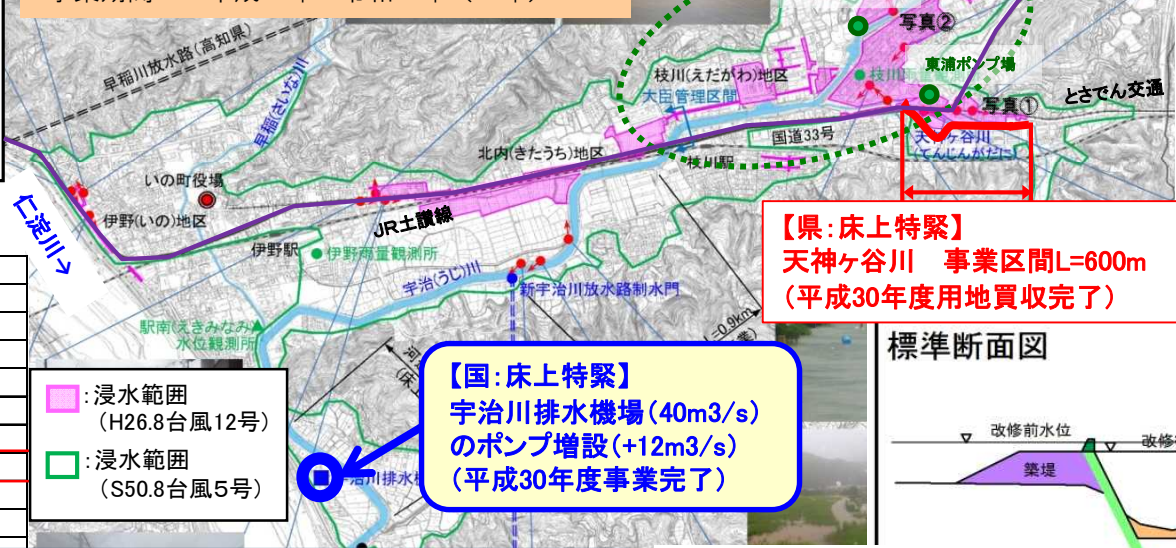 早稲川放水路(高知県)
早稲(さいな)川
写真②
枝川(えだがわ)地区
大臣管理区間
東浦ポンプ場
写真①
とさでん交通
国道33号
天神ヶ谷川
(てんじんがだに)
北内(きたうち)地区
枝川駅
いの町役場
伊野(いの)地区
仁淀川→
JR土讃線
伊野駅
伊野雨量観測所
宇治(うじ)川
新宇治川放水路制水門
駅南(えきみなみ)
水位観測所
L=0.9km
【県:床上特緊】
天神ヶ谷川 事業区間L=600m
(平成30年度用地買収完了)
【国:床上特緊】
宇治川排水機場(40m3/s)
のポンプ増設(+12m3/s)
(平成30年度事業完了)
:浸水範囲
(H26.8台風12号)
:浸水範囲
(S50.8台風5号)
標準断面図
改修前水位
改修
築堤